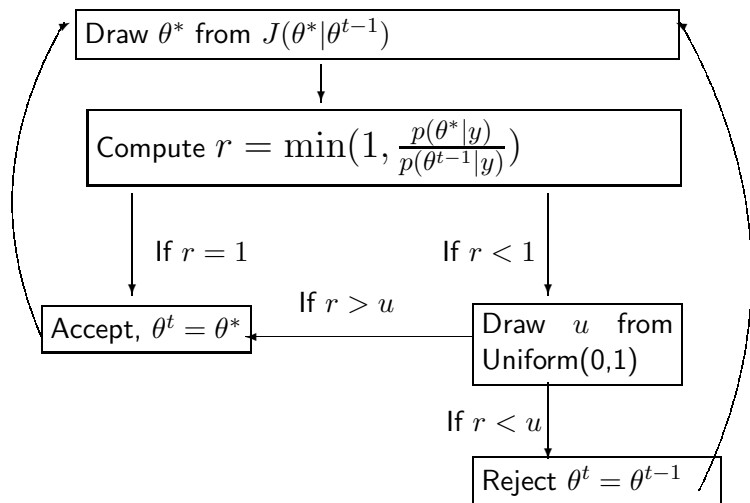 Draw θ* from J(θ*|θ^{t−1})
Compute r = min(1, p(θ*|y) / p(θ^{t−1}|y))
If r = 1
If r < 1
If r > u
Accept, θ^t = θ*
Draw u from
Uniform(0,1)
If r < u
Reject θ^t = θ^{t−1}